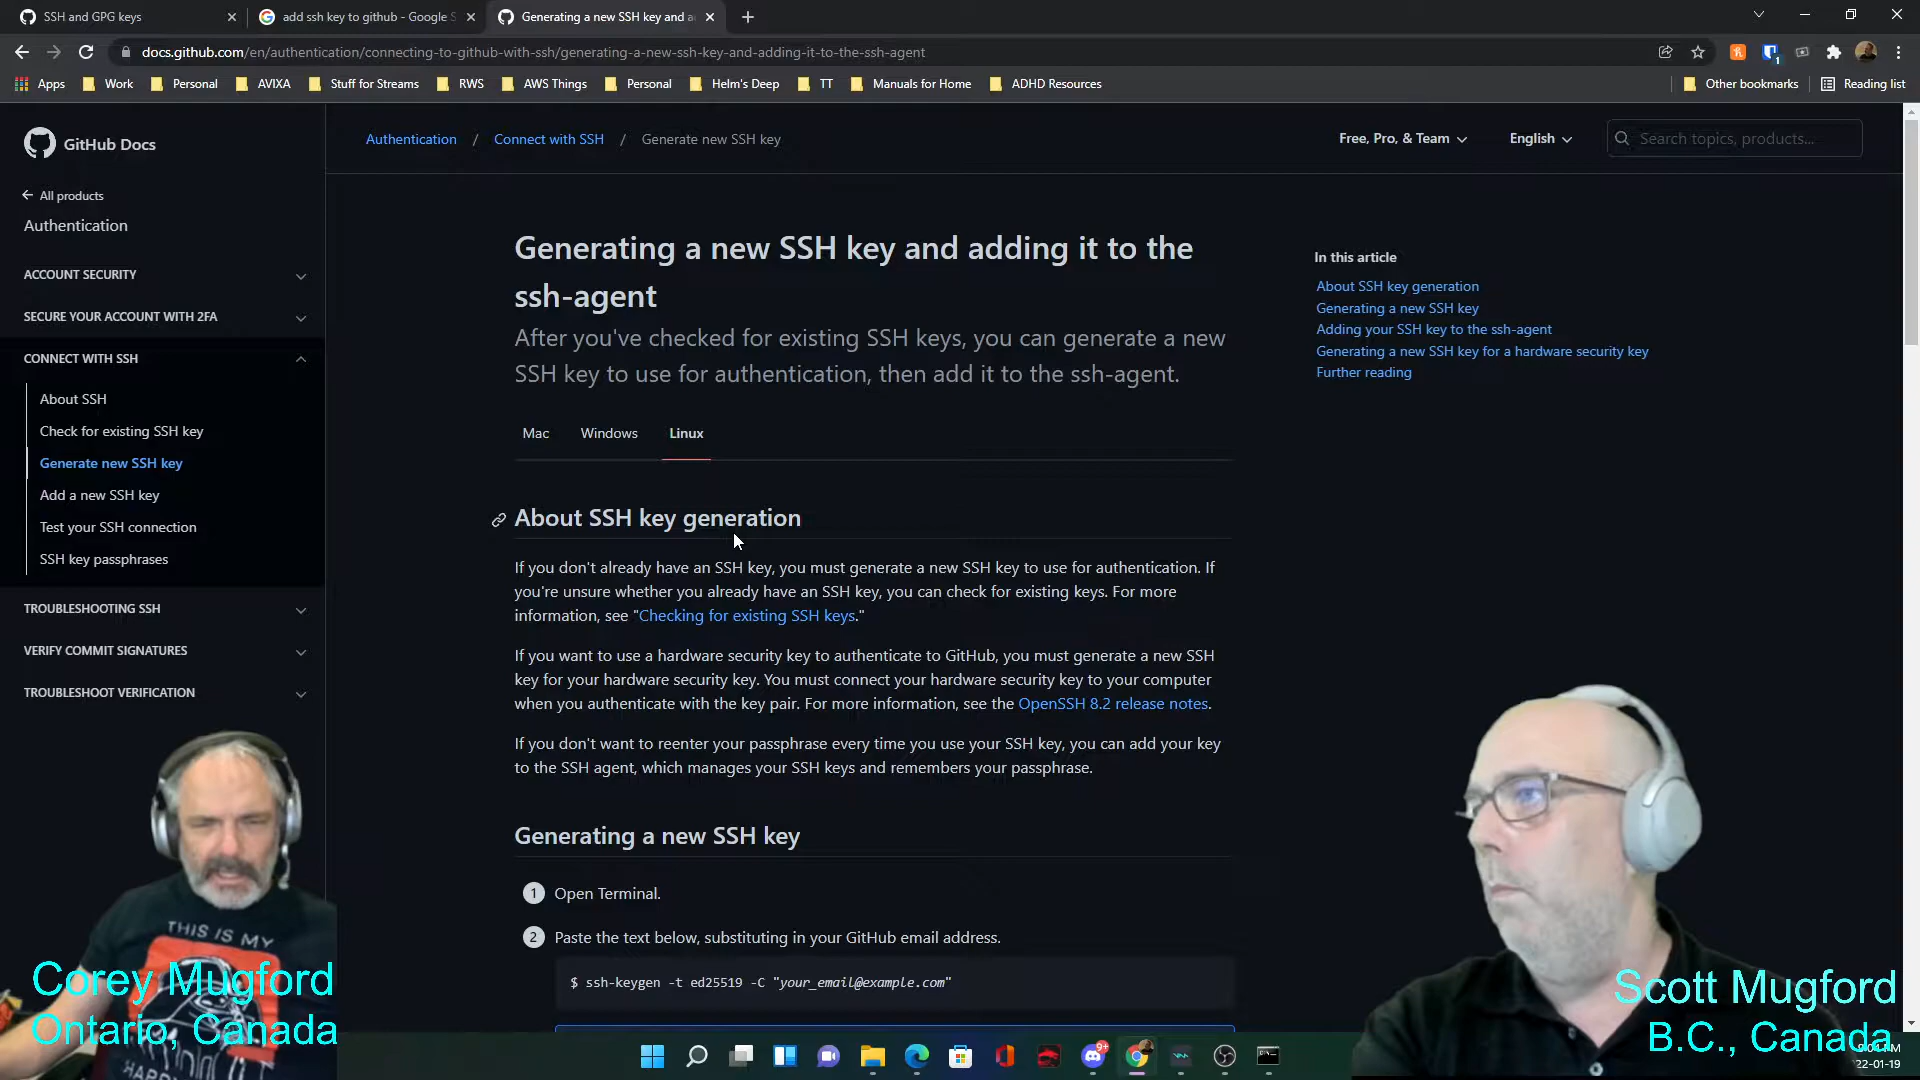 SSH and GPG keys
add ssh key to github - Google S
Generating a new SSH key and a
docs.github.com/en/authentication/connecting-to-github-with-ssh/generating-a-new-ssh-key-and-adding-it-to-the-ssh-agent
Apps Work Personal AVIXA Stuff for Streams RWS AWS Things Personal Helm's Deep TT Manuals for Home ADHD Resources Other bookmarks Reading list
GitHub Docs
All products
Authentication
ACCOUNT SECURITY
SECURE YOUR ACCOUNT WITH 2FA
CONNECT WITH SSH
About SSH
Check for existing SSH key
Generate new SSH key
Add a new SSH key
Test your SSH connection
SSH key passphrases
TROUBLESHOOTING SSH
VERIFY COMMIT SIGNATURES
TROUBLESHOOT VERIFICATION
Authentication / Connect with SSH / Generate new SSH key
Free, Pro, & Team English Search topics, products...
Generating a new SSH key and adding it to the
ssh-agent
After you've checked for existing SSH keys, you can generate a new
SSH key to use for authentication, then add it to the ssh-agent.
Mac Windows Linux
About SSH key generation
If you don't already have an SSH key, you must generate a new SSH key to use for authentication. If
you're unsure whether you already have an SSH key, you can check for existing keys. For more
information, see "Checking for existing SSH keys."
If you want to use a hardware security key to authenticate to GitHub, you must generate a new SSH
key for your hardware security key. You must connect your hardware security key to your computer
when you authenticate with the key pair. For more information, see the OpenSSH 8.2 release notes.
If you don't want to reenter your passphrase every time you use your SSH key, you can add your key
to the SSH agent, which manages your SSH keys and remembers your passphrase.
Generating a new SSH key
1 Open Terminal.
2 Paste the text below, substituting in your GitHub email address.
$ ssh-keygen -t ed25519 -C "your_email@example.com"
In this article
About SSH key generation
Generating a new SSH key
Adding your SSH key to the ssh-agent
Generating a new SSH key for a hardware security key
Further reading
THIS IS MY
HAPPY
Corey Mugford
Ontario, Canada
Scott Mugford
B.C., Canada
9+
22-01-19